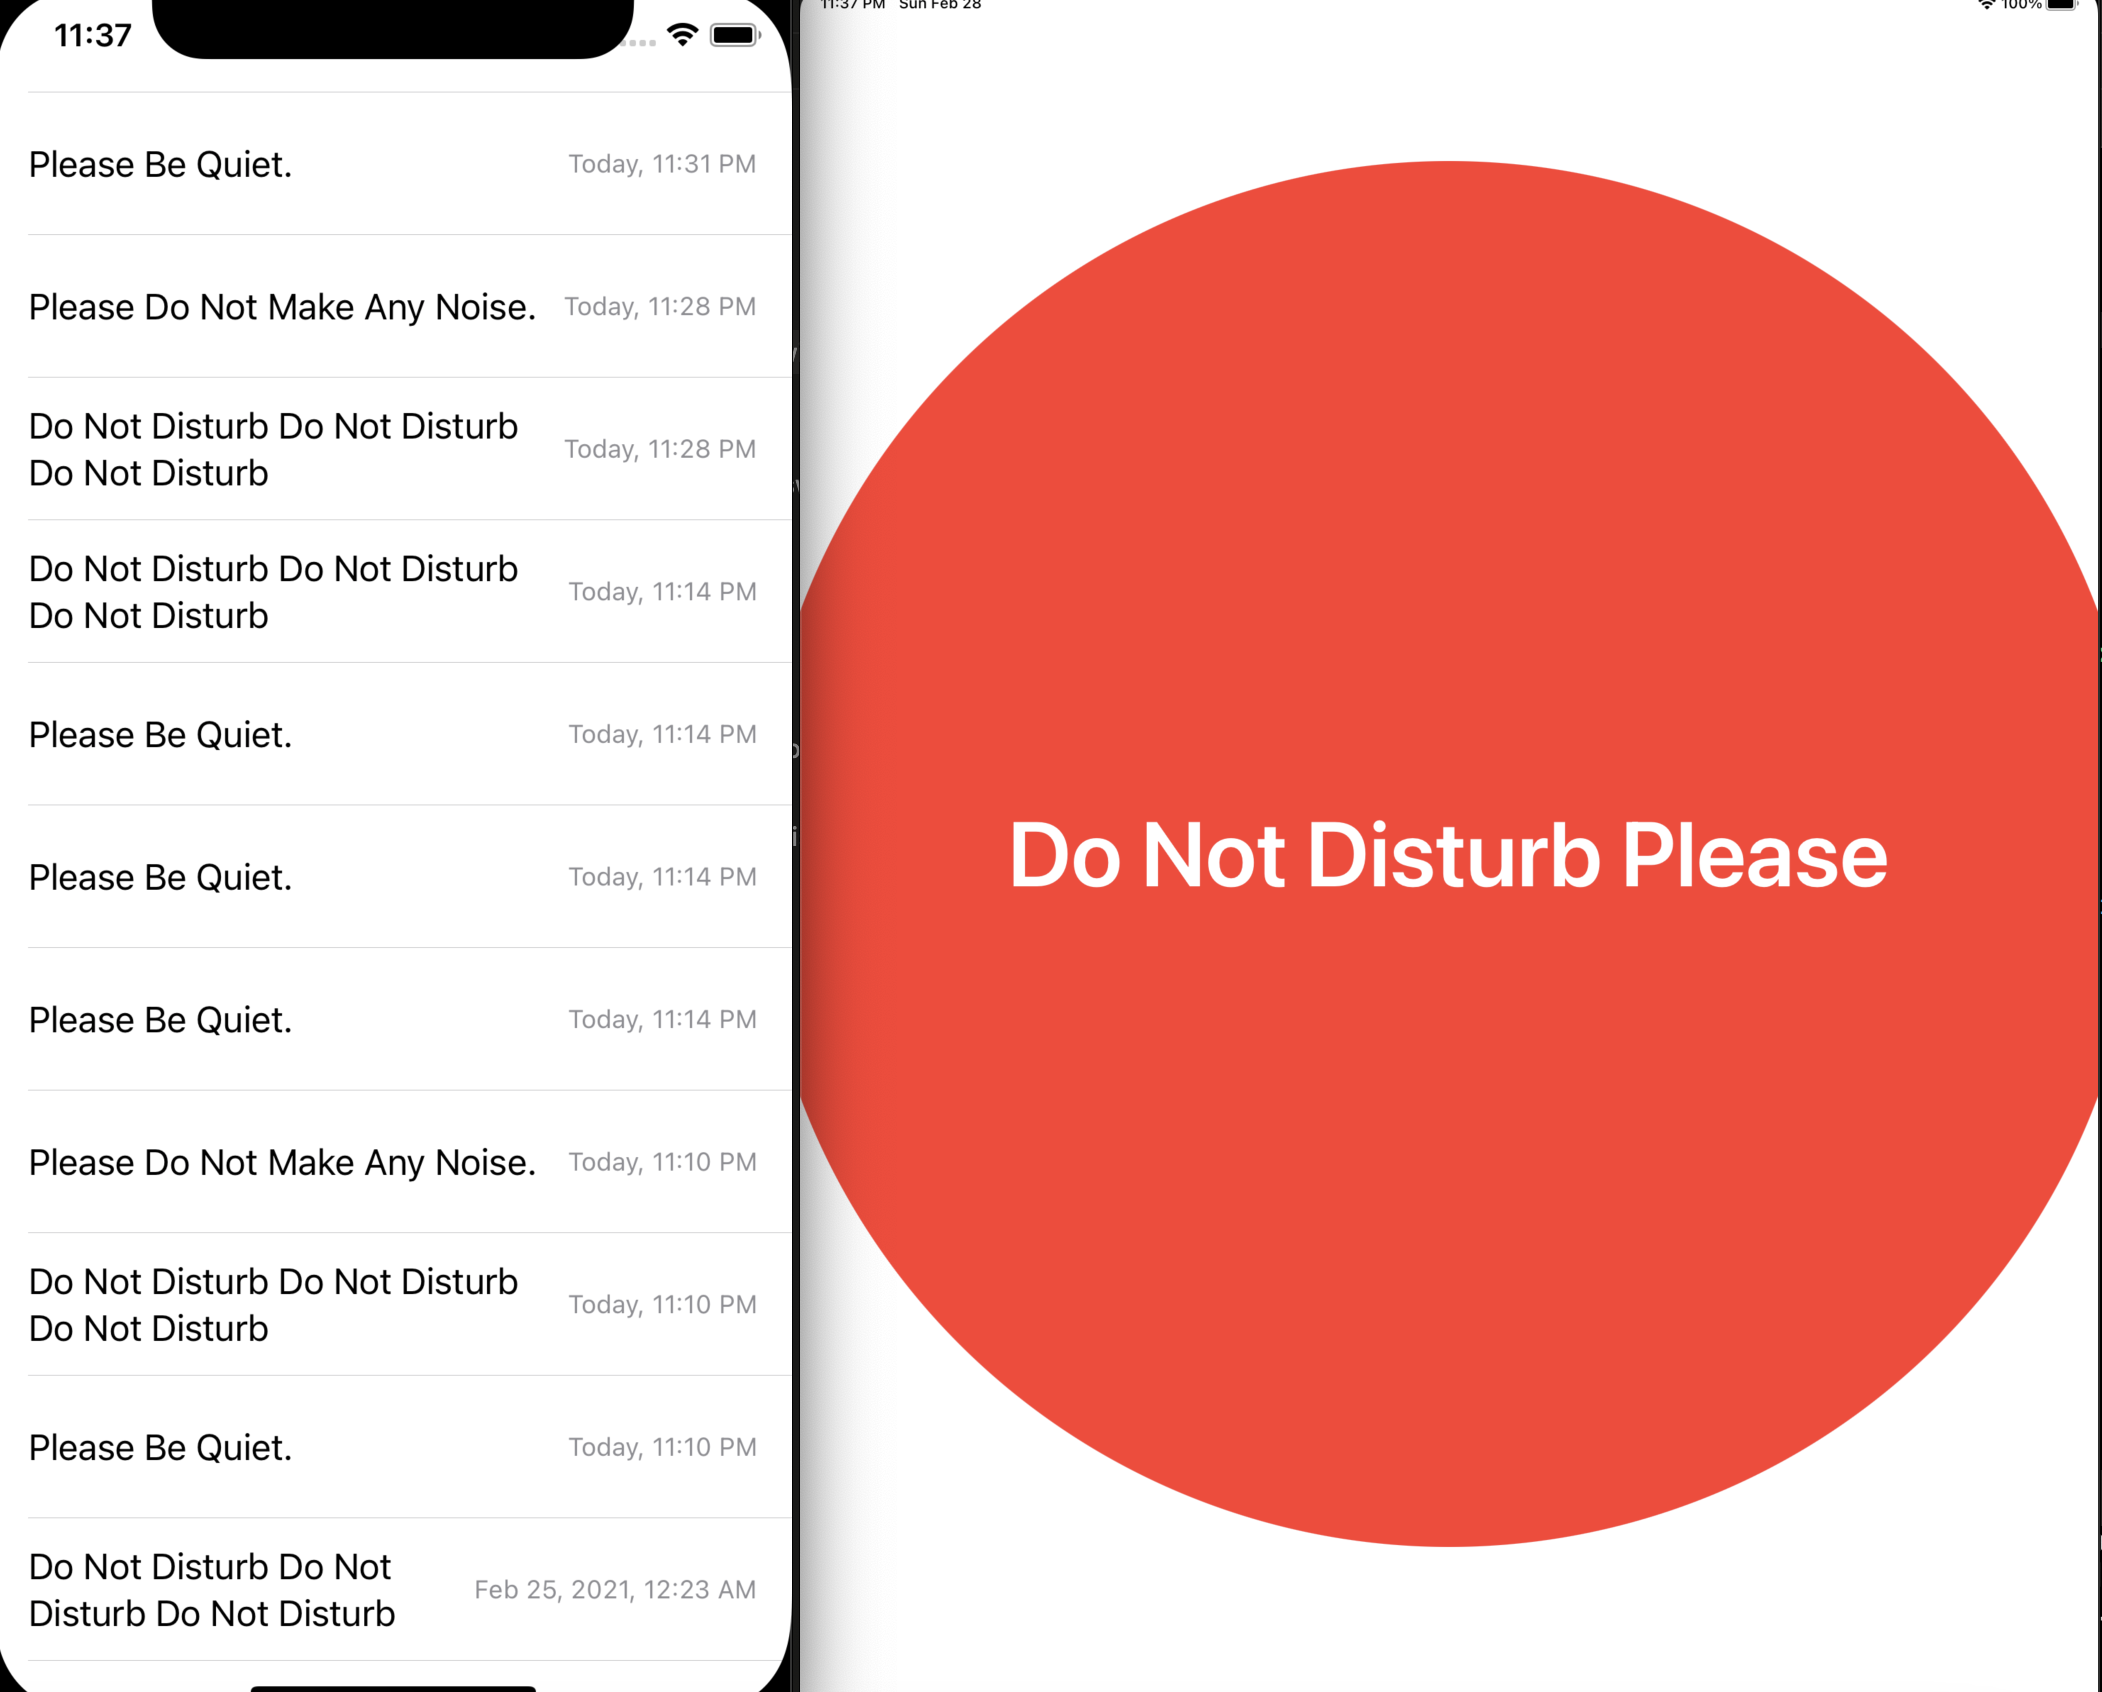 11:37
Please Be Quiet.
Today, 11:31 PM
Please Do Not Make Any Noise.
Today, 11:28 PM
Do Not Disturb Do Not Disturb
Do Not Disturb
Today, 11:28 PM
Do Not Disturb Do Not Disturb
Do Not Disturb
Today, 11:14 PM
Please Be Quiet.
Today, 11:14 PM
Please Be Quiet.
Today, 11:14 PM
Please Be Quiet.
Today, 11:14 PM
Please Do Not Make Any Noise.
Today, 11:10 PM
Do Not Disturb Do Not Disturb
Do Not Disturb
Today, 11:10 PM
Please Be Quiet.
Today, 11:10 PM
Do Not Disturb Do Not
Disturb Do Not Disturb
Feb 25, 2021, 12:23 AM
11:37 PM Sun Feb 28
100%
Do Not Disturb Please